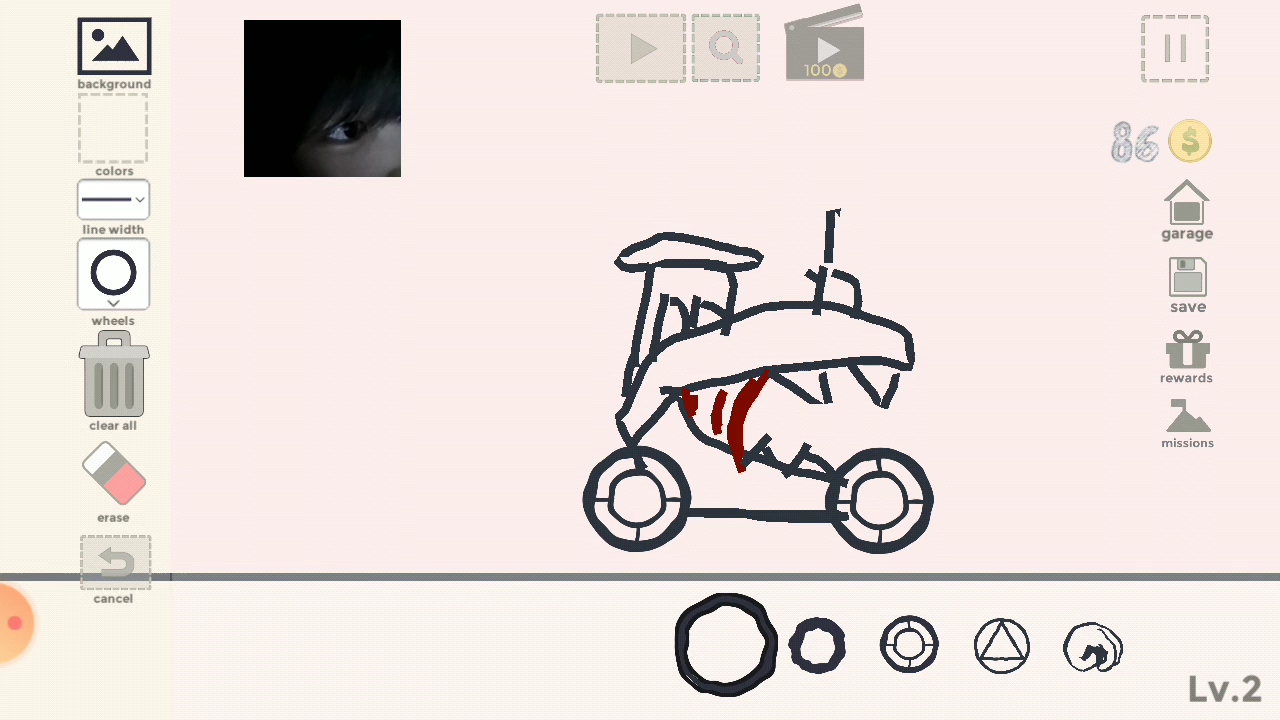 background
colors
line width
wheels
clear all
erase
cancel
100
86
garage
save
rewards
missions
Lv.2